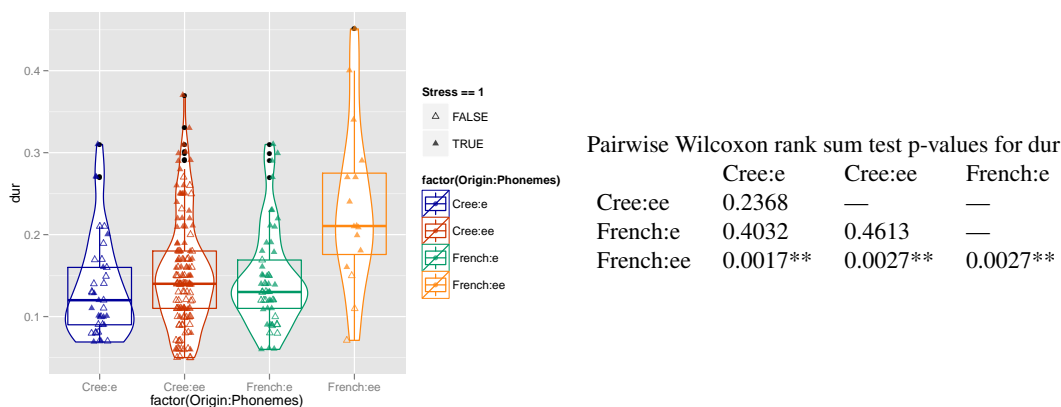 dur
0.4
0.3
0.2
0.1
Cree:e Cree:ee French:e French:ee
factor(Origin:Phonemes)
Stress == 1
FALSE
TRUE
factor(Origin:Phonemes)
Cree:e
Cree:ee
French:e
French:ee
Pairwise Wilcoxon rank sum test p-values for dur
Cree:e Cree:ee French:e
Cree:ee 0.2368 — —
French:e 0.4032 0.4613 —
French:ee 0.0017** 0.0027** 0.0027**